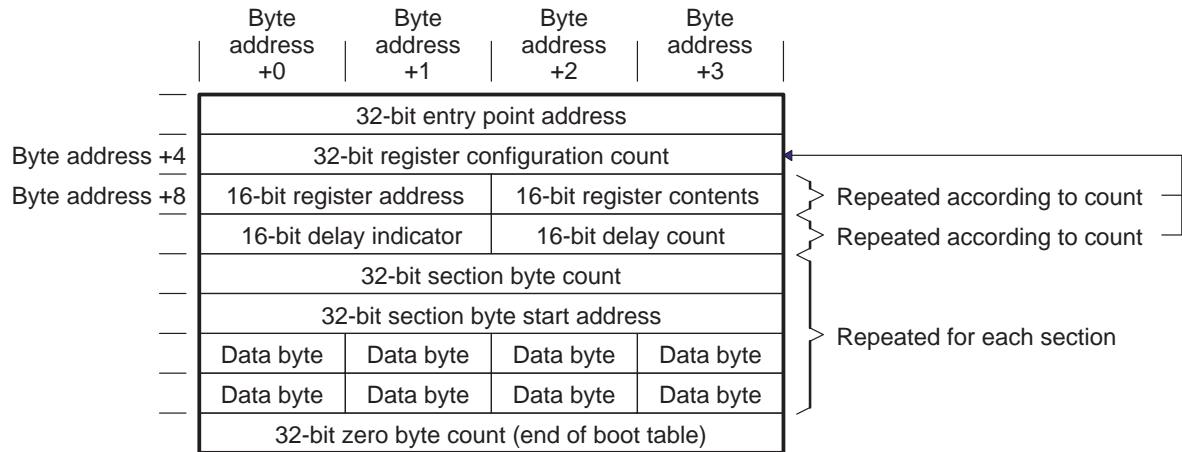 Byte address +0
Byte address +1
Byte address +2
Byte address +3
32-bit entry point address
Byte address +4
32-bit register configuration count
Byte address +8
16-bit register address
16-bit register contents
Repeated according to count
16-bit delay indicator
16-bit delay count
Repeated according to count
32-bit section byte count
32-bit section byte start address
Repeated for each section
Data byte
Data byte
Data byte
Data byte
Data byte
Data byte
Data byte
Data byte
32-bit zero byte count (end of boot table)